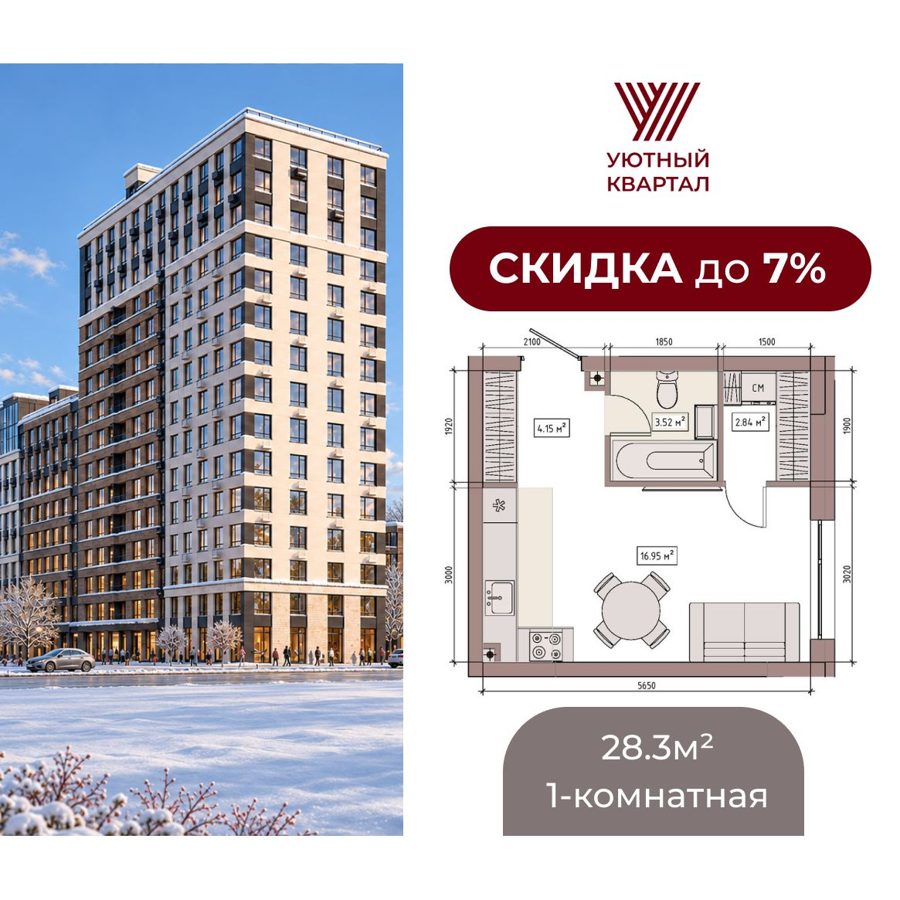 УЮТНЫЙ
КВАРТАЛ
СКИДКА до 7%
2100
1850
1500
1920
4.15 м²
3.52 м²
2.84 м²
СМ
1900
3000
16.95 м²
3020
5650
28.3м²
1-комнатная